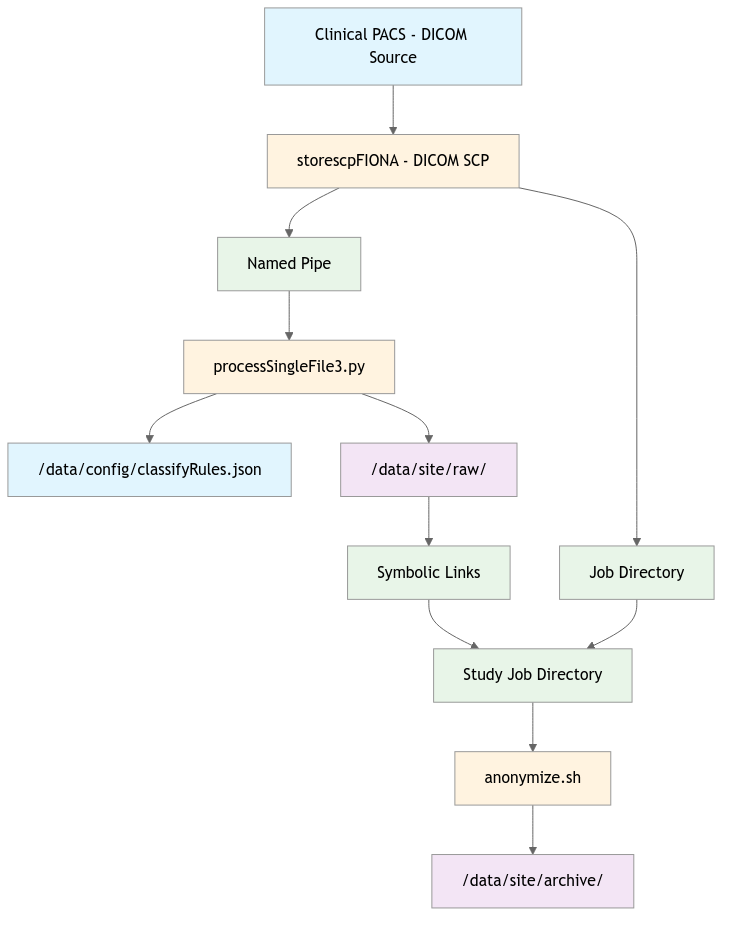 Clinical PACS - DICOM
Source
storescpFIONA - DICOM SCP
Named Pipe
processSingleFile3.py
/data/config/classifyRules.json
/data/site/raw/
Symbolic Links
Job Directory
Study Job Directory
anonymize.sh
/data/site/archive/